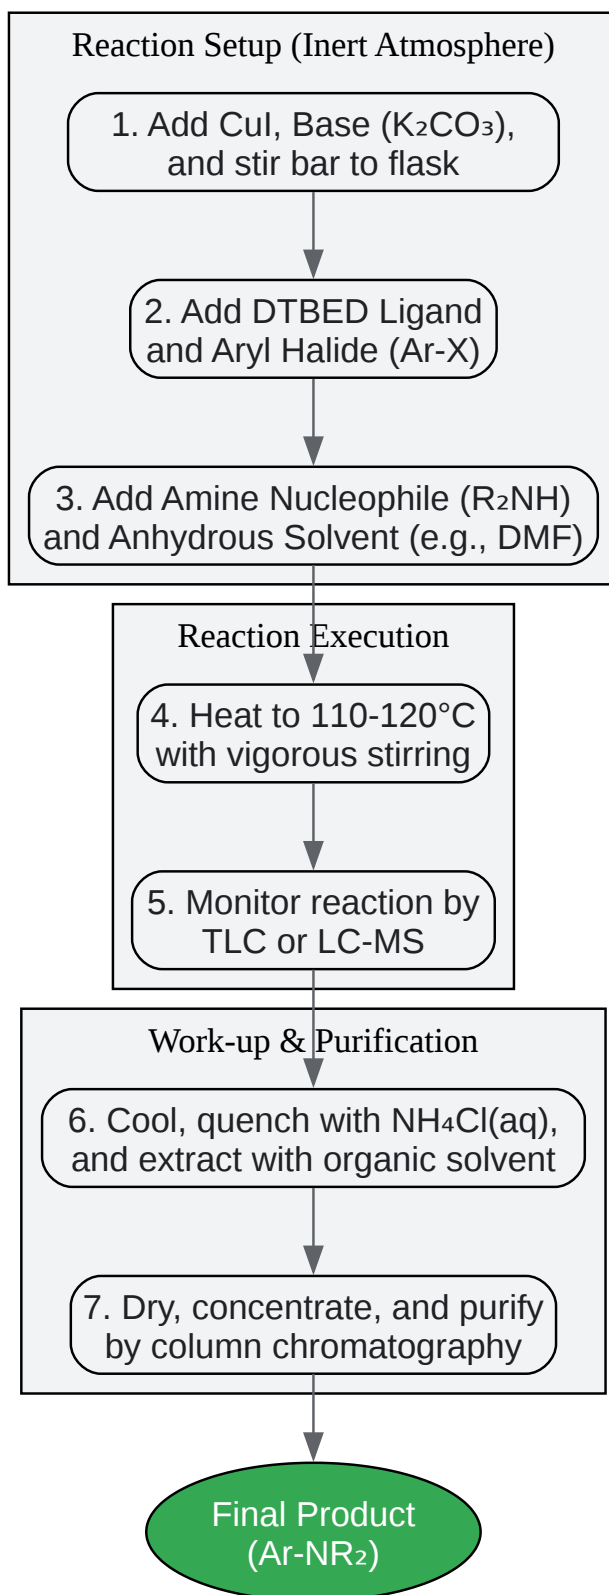 Reaction Setup (Inert Atmosphere)
1. Add CuI, Base (K₂CO₃),
and stir bar to flask
2. Add DTBED Ligand
and Aryl Halide (Ar-X)
3. Add Amine Nucleophile (R₂NH)
and Anhydrous Solvent (e.g., DMF)
Reaction Execution
4. Heat to 110-120°C
with vigorous stirring
5. Monitor reaction by
TLC or LC-MS
Work-up & Purification
6. Cool, quench with NH₄Cl(aq),
and extract with organic solvent
7. Dry, concentrate, and purify
by column chromatography
Final Product
(Ar-NR₂)